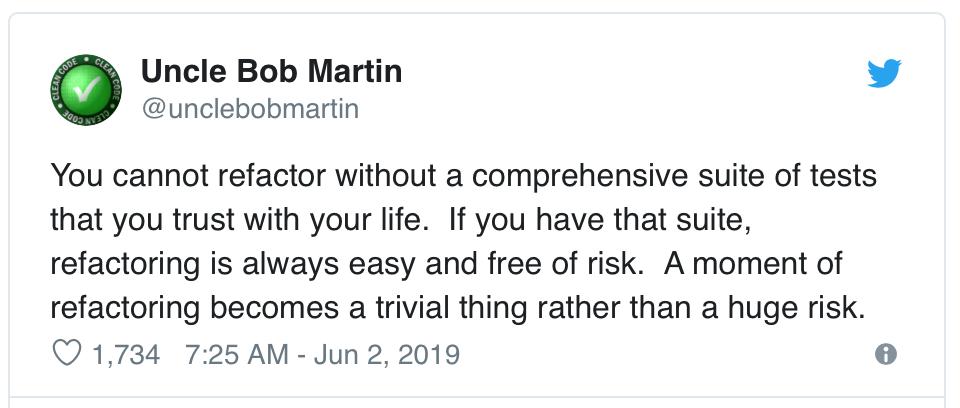 Uncle Bob Martin
@unclebobmartin
You cannot refactor without a comprehensive suite of tests
that you trust with your life.  If you have that suite,
refactoring is always easy and free of risk.  A moment of
refactoring becomes a trivial thing rather than a huge risk.
1,734 7:25 AM - Jun 2, 2019
CLEAN CODE • CLEAN CODE • CLEAN CODE •